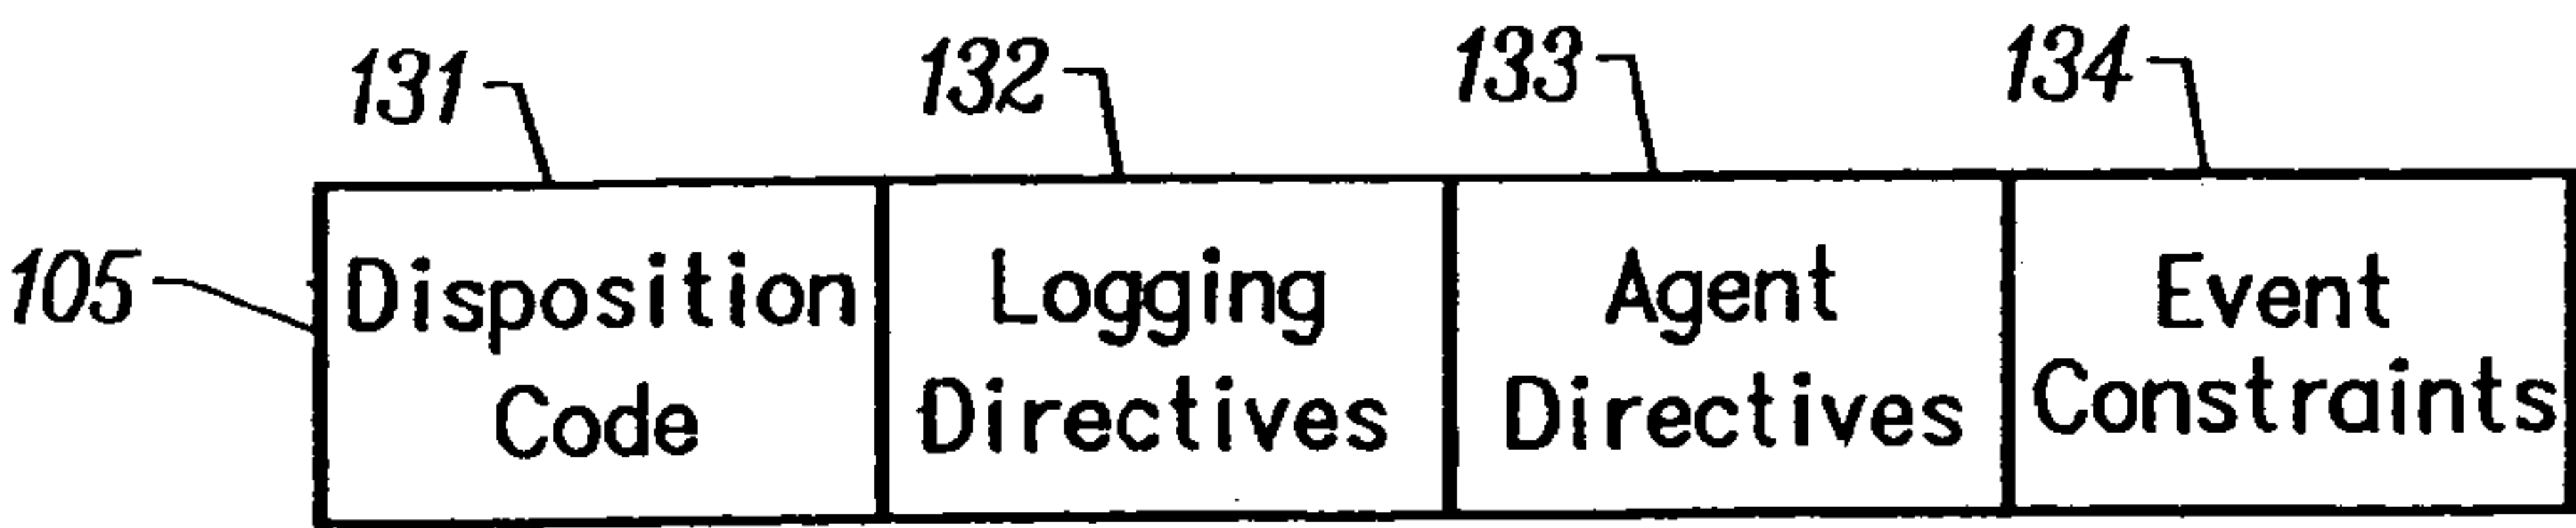 131 132 133 134
105
Disposition Logging Agent Event
Code Directives Directives Constraints